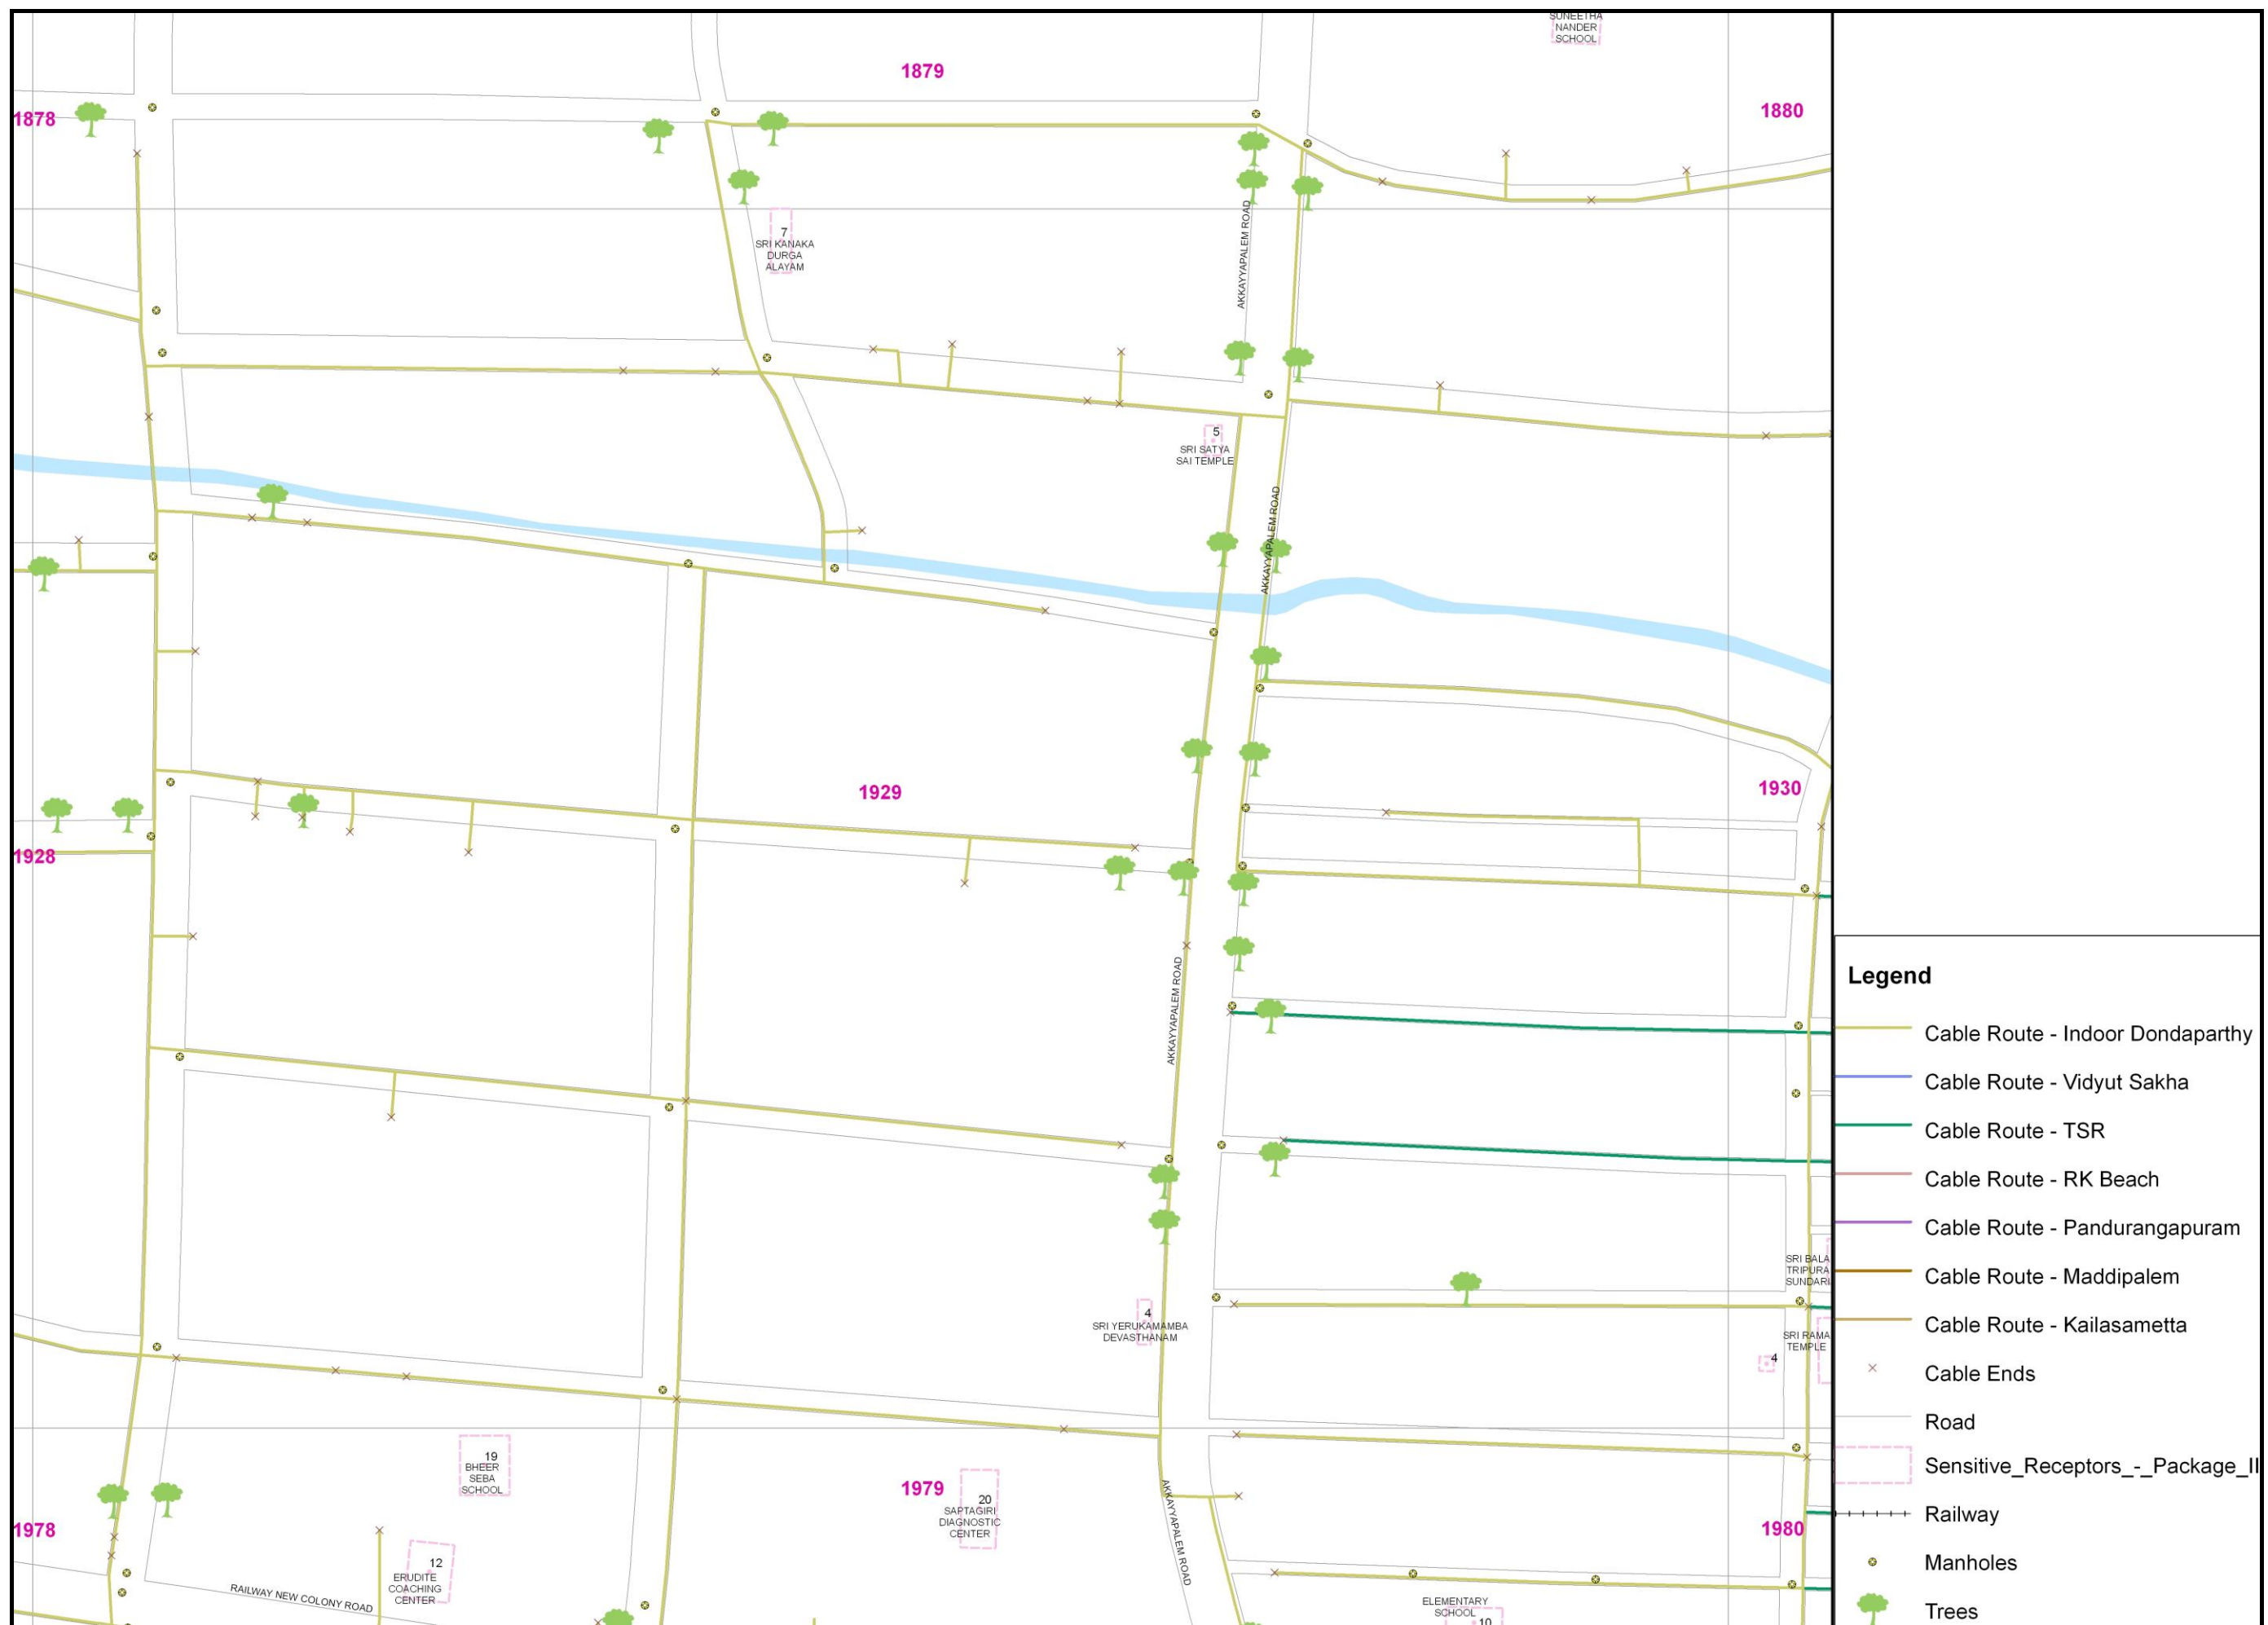 SUNEETHA
NANDER
SCHOOL
1879
1880
1878
7
SRI KANAKA
DURGA
ALAYAM
AKKAYYAPALEM ROAD
5
SRI SATYA
SAI TEMPLE
AKKAYYAPALEM ROAD
1929
1930
1928
AKKAYYAPALEM ROAD
SRI BALA
TRIPURA
SUNDARI
4
SRI YERUKAMAMBA
DEVASTHANAM
SRI RAMA
TEMPLE
4
19
BHEER
SEBA
SCHOOL
1979
20
SAPTAGIRI
DIAGNOSTIC
CENTER
AKKAYYAPALEM ROAD
1978
1980
12
ERUDITE
COACHING
CENTER
RAILWAY NEW COLONY ROAD
ELEMENTARY
SCHOOL
10
Legend
Cable Route - Indoor Dondaparthy
Cable Route - Vidyut Sakha
Cable Route - TSR
Cable Route - RK Beach
Cable Route - Pandurangapuram
Cable Route - Maddipalem
Cable Route - Kailasametta
Cable Ends
Road
Sensitive_Receptors_-_Package_II
Railway
Manholes
Trees